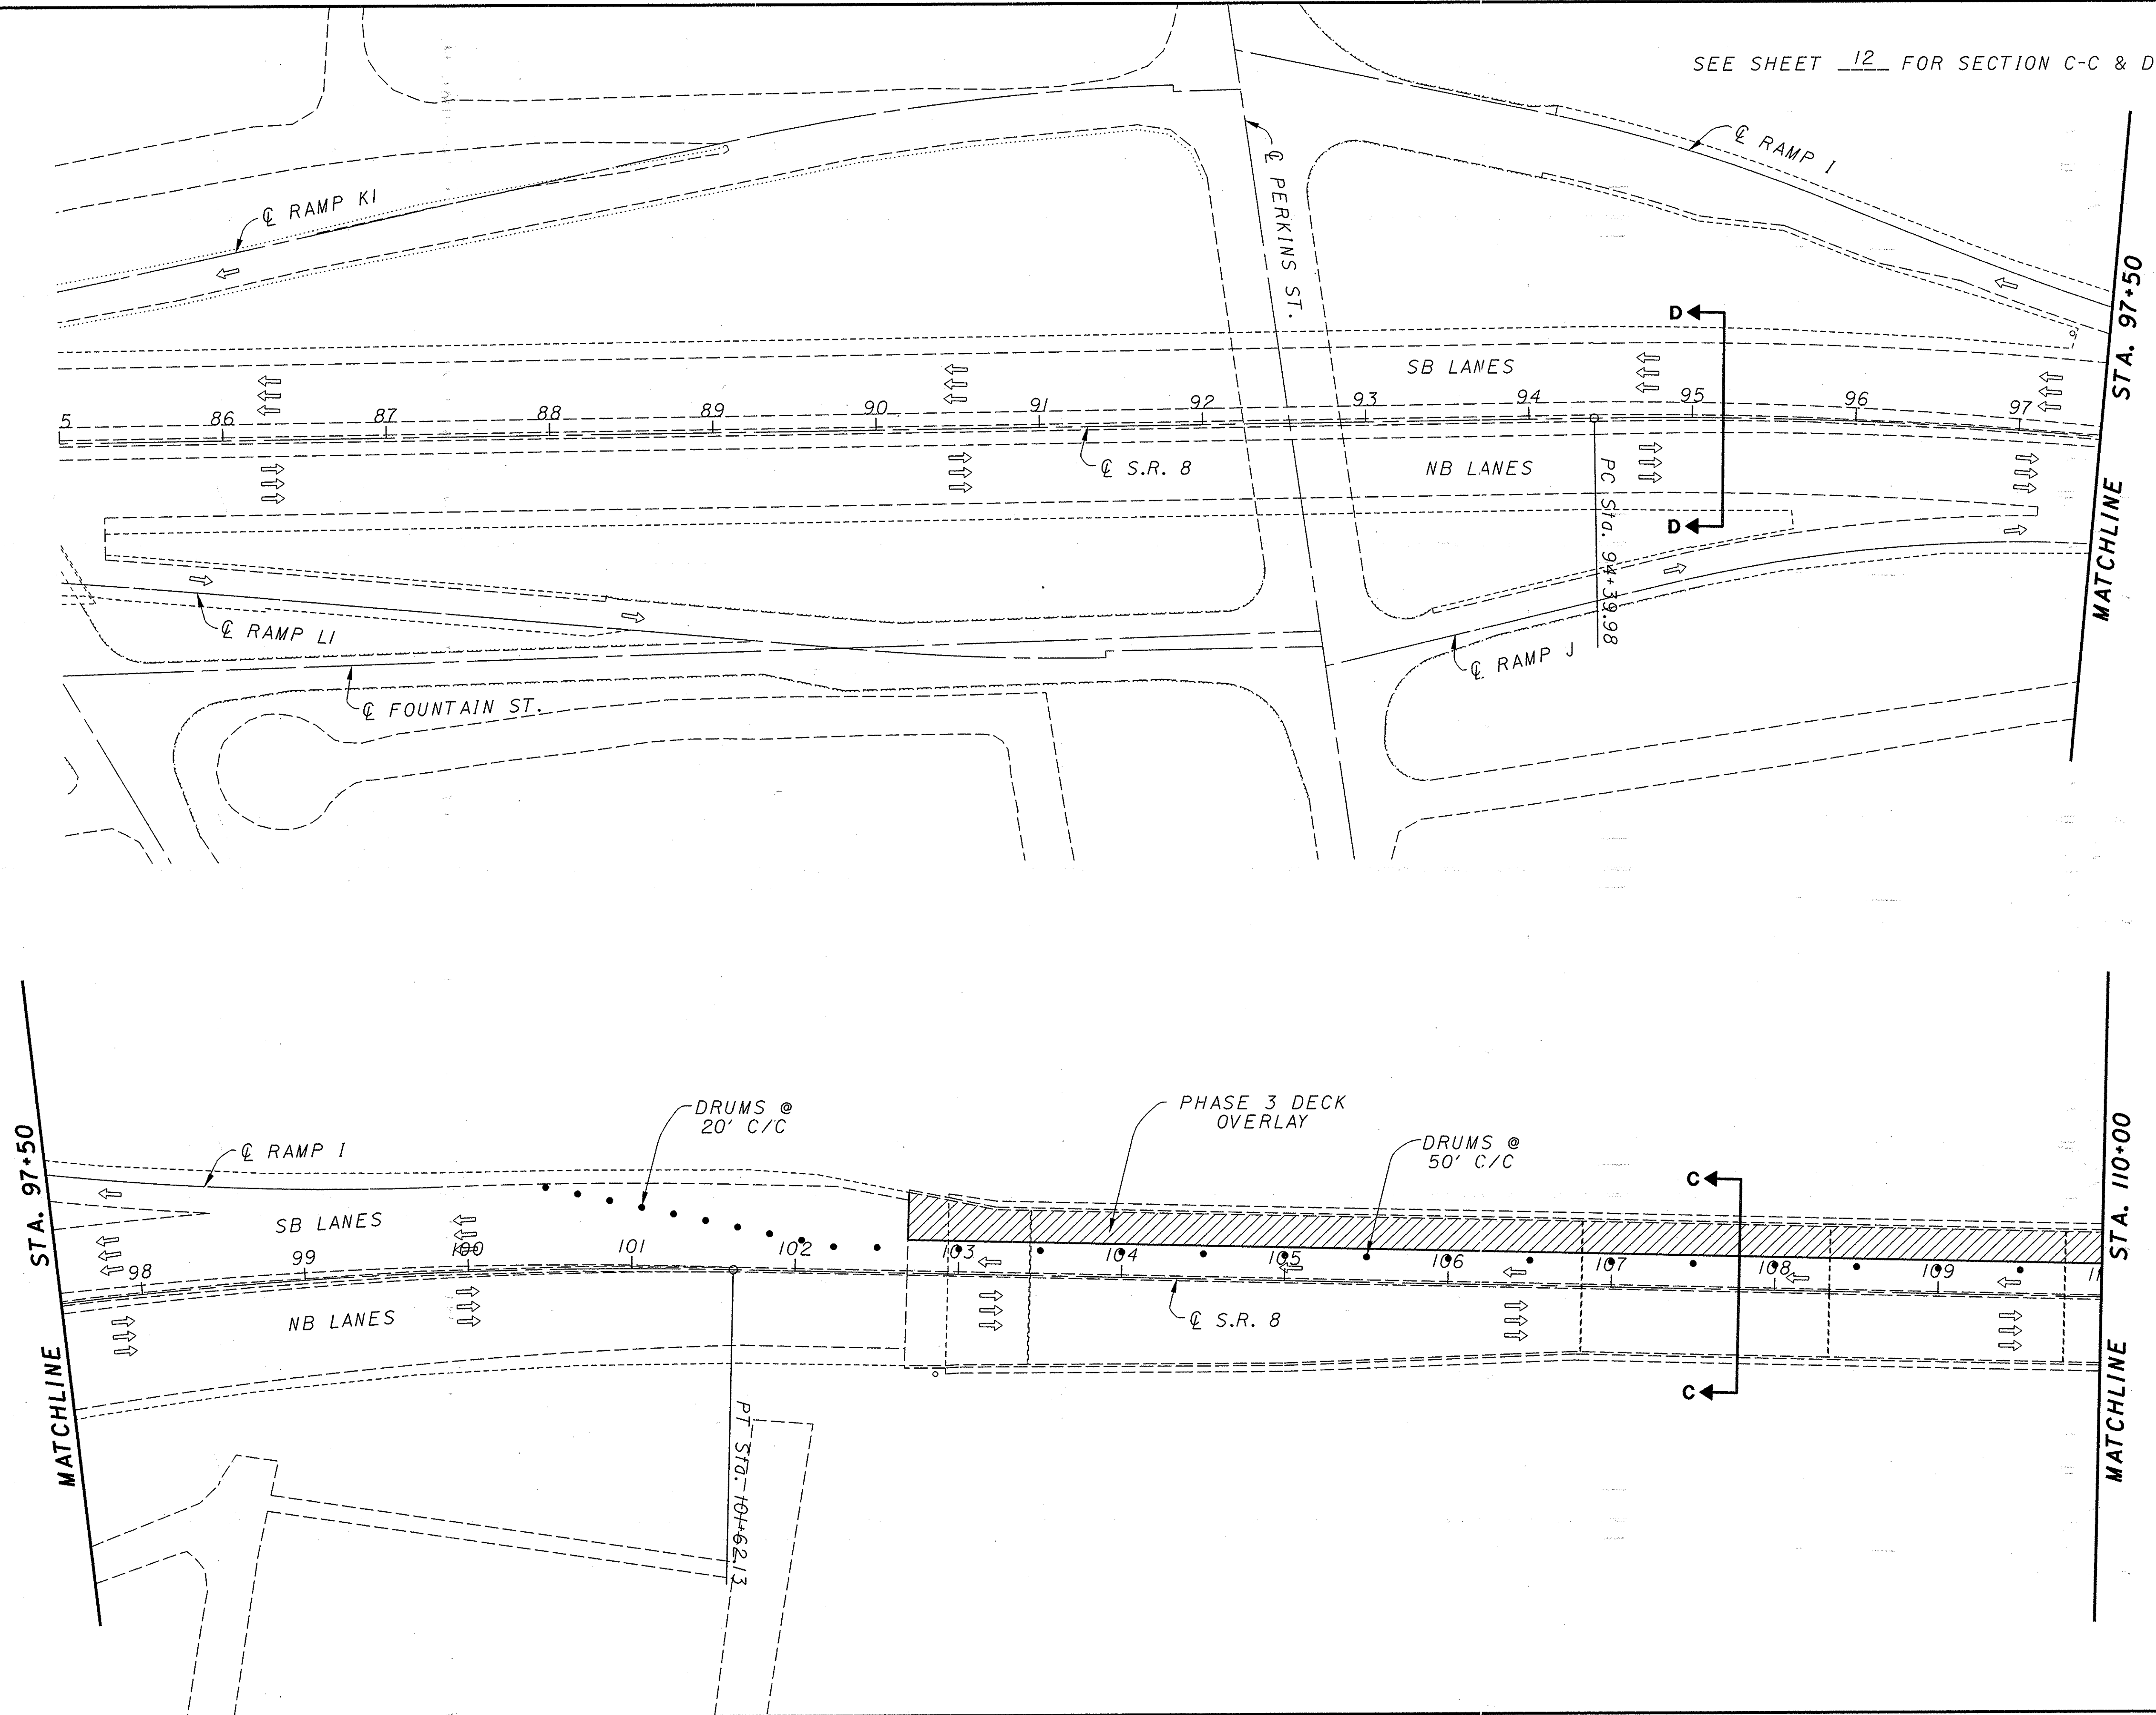 SEE SHEET 12 FOR SECTION C-C & D
℄ RAMP I
℄ RAMP K1
℄ PERKINS ST.
STA. 97+50
MATCHLINE
D
SB LANES
5 86 87 88 89 90 91 92 93 94 95 96 97
℄ S.R. 8
NB LANES
D
PC Sta. 94+39.98
℄ RAMP L1
℄ RAMP J
℄ FOUNTAIN ST.
STA. 97+50
MATCHLINE
DRUMS @
20' C/C
PHASE 3 DECK
OVERLAY
DRUMS @
50' C/C
℄ RAMP I
C
STA. 110+00
MATCHLINE
SB LANES
98 99 100 101 102 103 104 105 106 107 108 109 11
NB LANES
℄ S.R. 8
C
PT Sta. 101+62.13